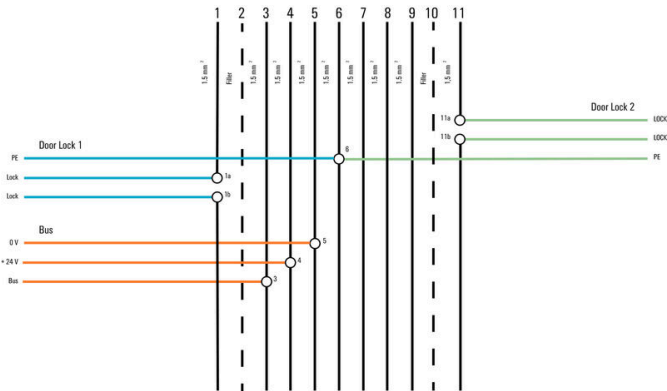 1 2 3 4 5 6 7 8 9 10 11
1,5 mm² Filler 1,5 mm² 1,5 mm² 1,5 mm² 1,5 mm² 1,5 mm² 1,5 mm² 1,5 mm² Filler 1,5 mm²
Door Lock 2
11a LOCK
11b LOCK
Door Lock 1
6
PE PE
Lock 1a
Lock 1b
Bus
0 V 5
+ 24 V 4
Bus 3